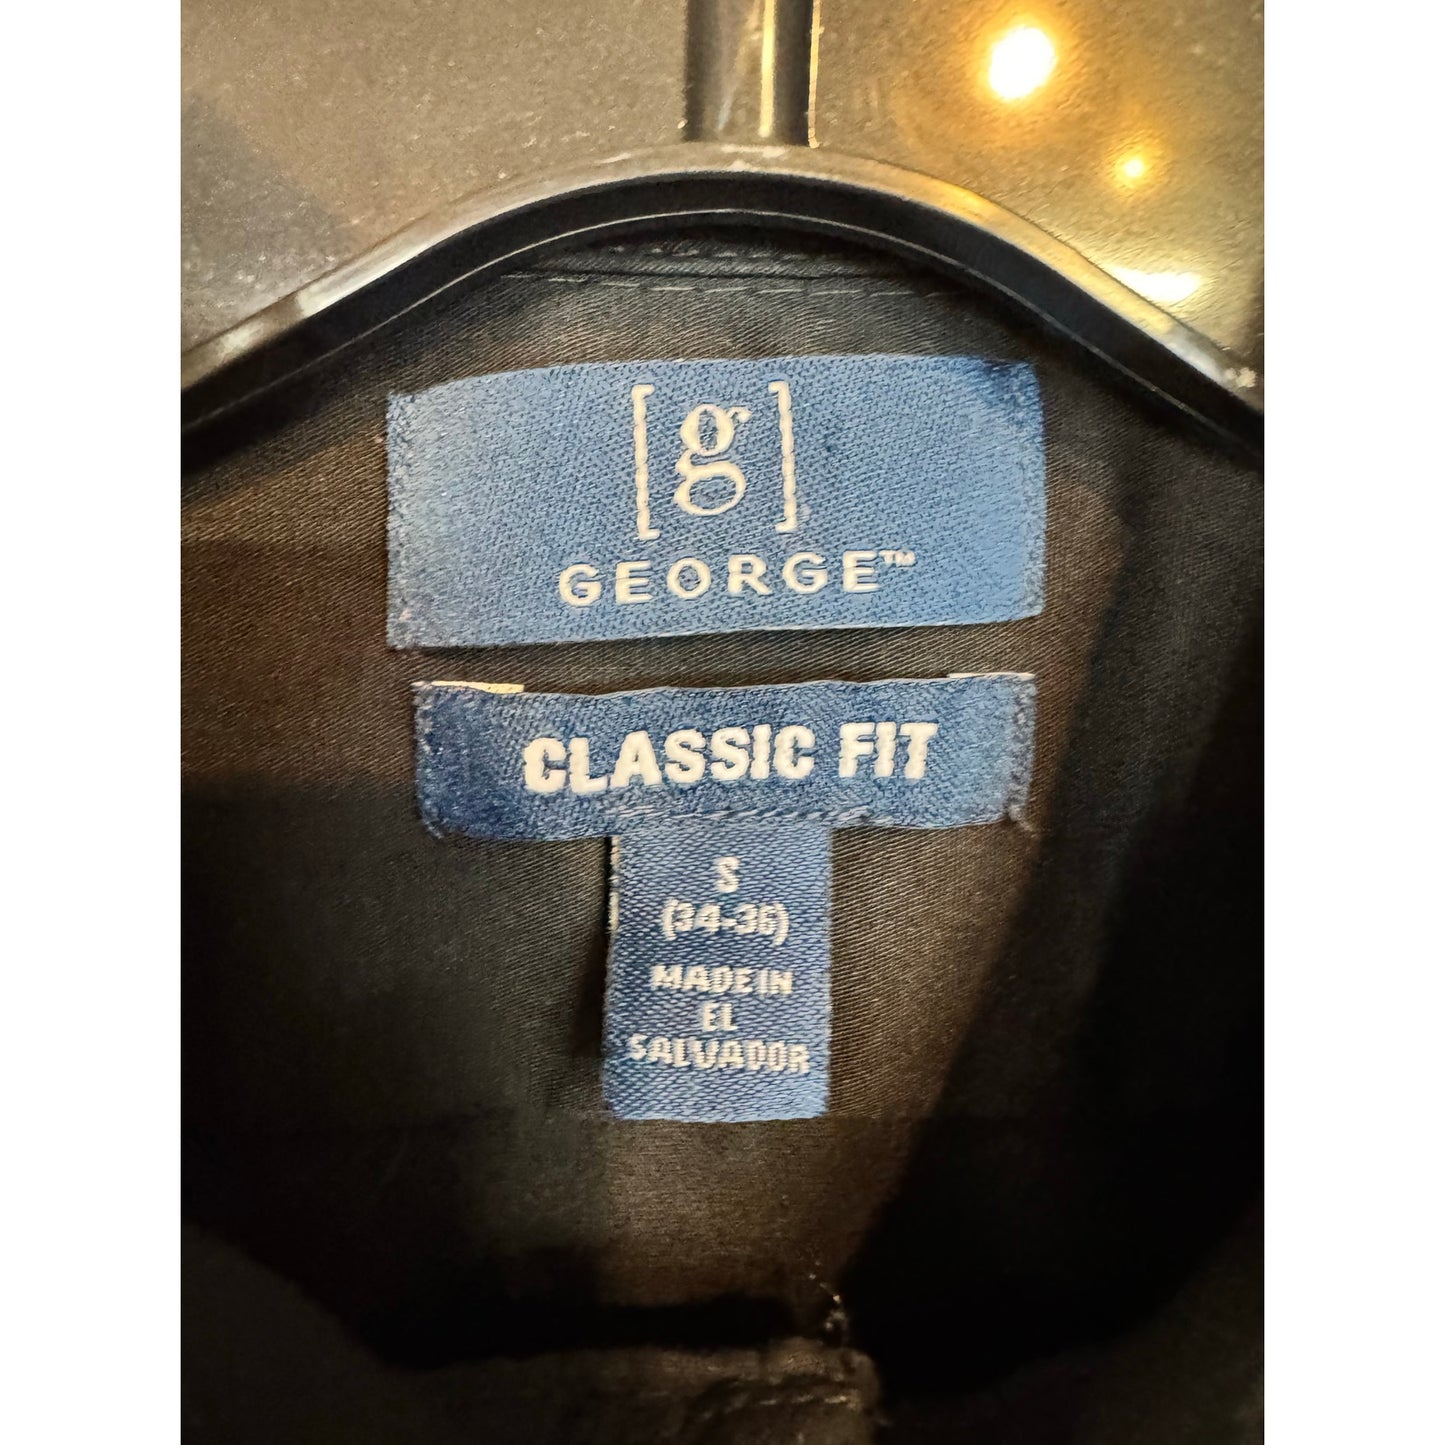 [g]
GEORGE™
CLASSIC FIT
S
(34-36)
MADE IN
EL
SALVADOR